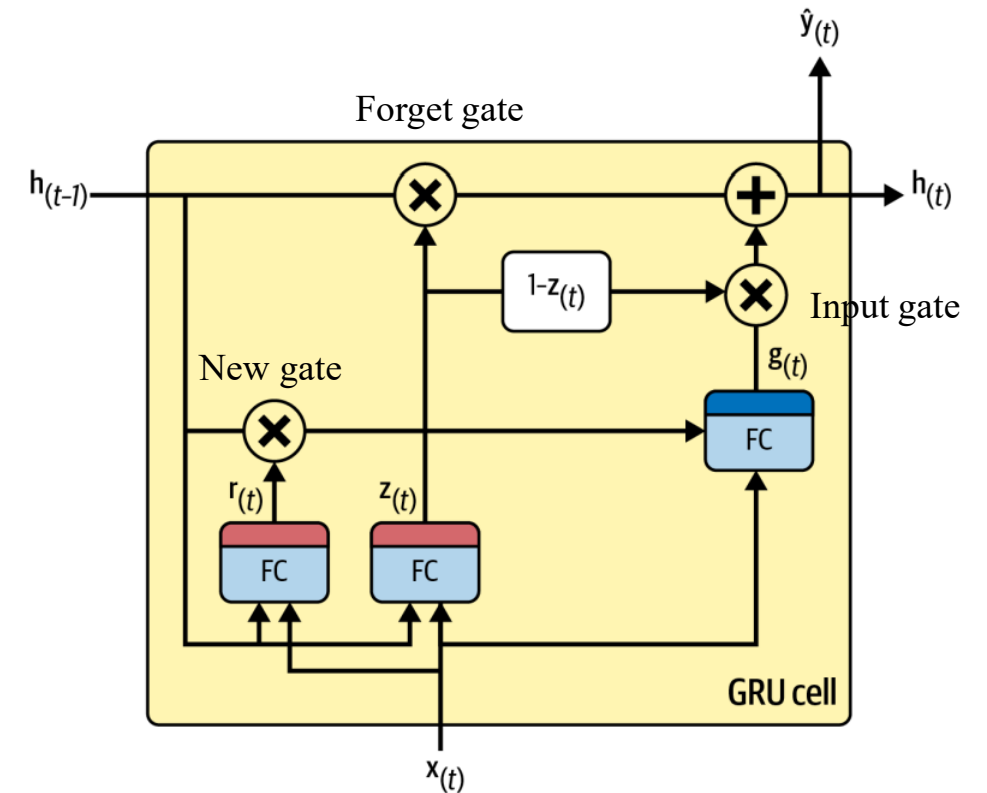 ŷ(t)
Forget gate
h(t-1)
h(t)
1-z(t)
Input gate
g(t)
New gate
FC
r(t)
z(t)
FC
FC
GRU cell
x(t)